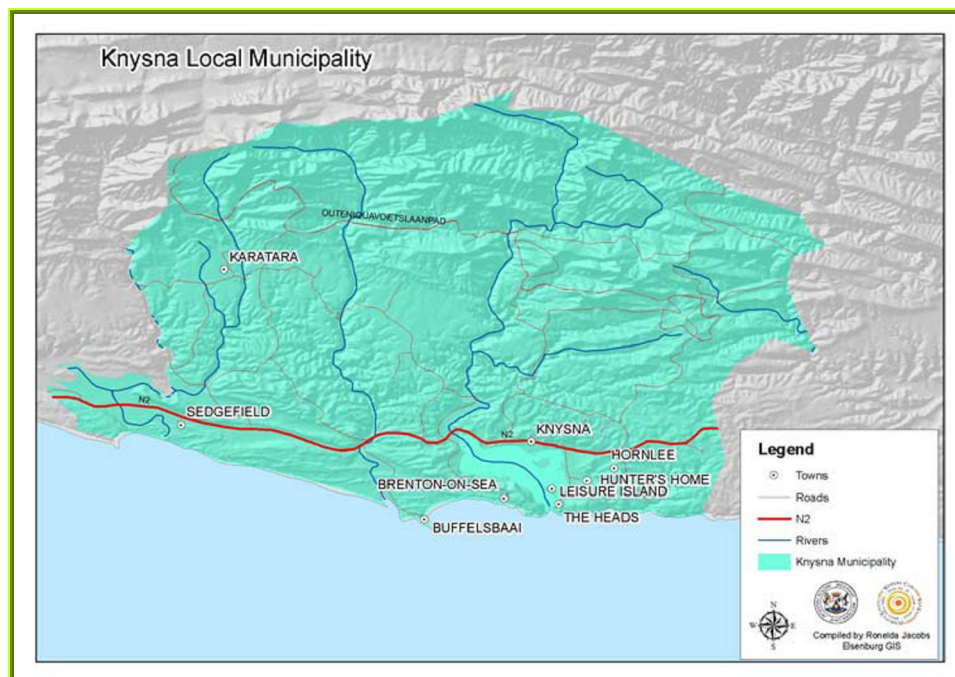 Knysna Local Municipality
OUTENIQUAVOETSLAANPAD
KARATARA
N2
SEDGEFIELD
KNYSNA
N2
HORNLEE
HUNTER'S HOME
BRENTON-ON-SEA
LEISURE ISLAND
THE HEADS
BUFFELSBAAI
Legend
Towns
Roads
N2
Rivers
Knysna Municipality
N
W E
S
Compiled by Ronelda Jacobs
Elsenburg GIS